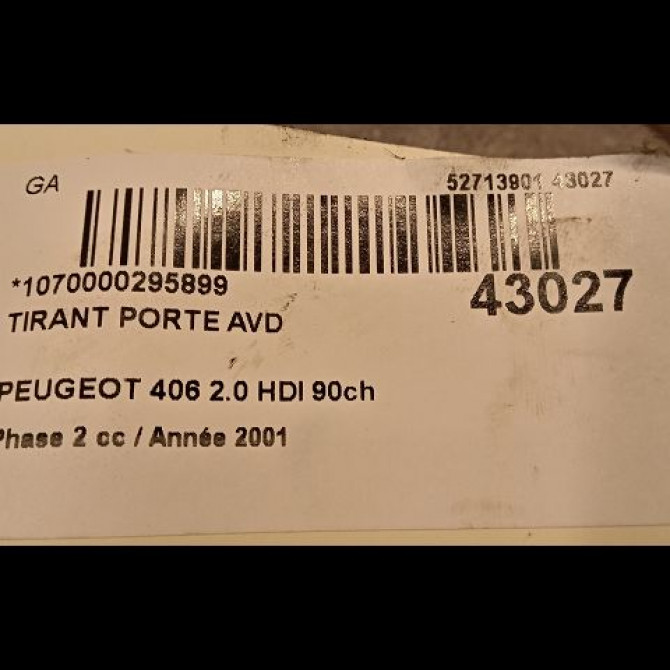 GA
52713901 43027
*1070000295899
43027
TIRANT PORTE AVD
PEUGEOT 406 2.0 HDI 90ch
Phase 2 cc / Année 2001